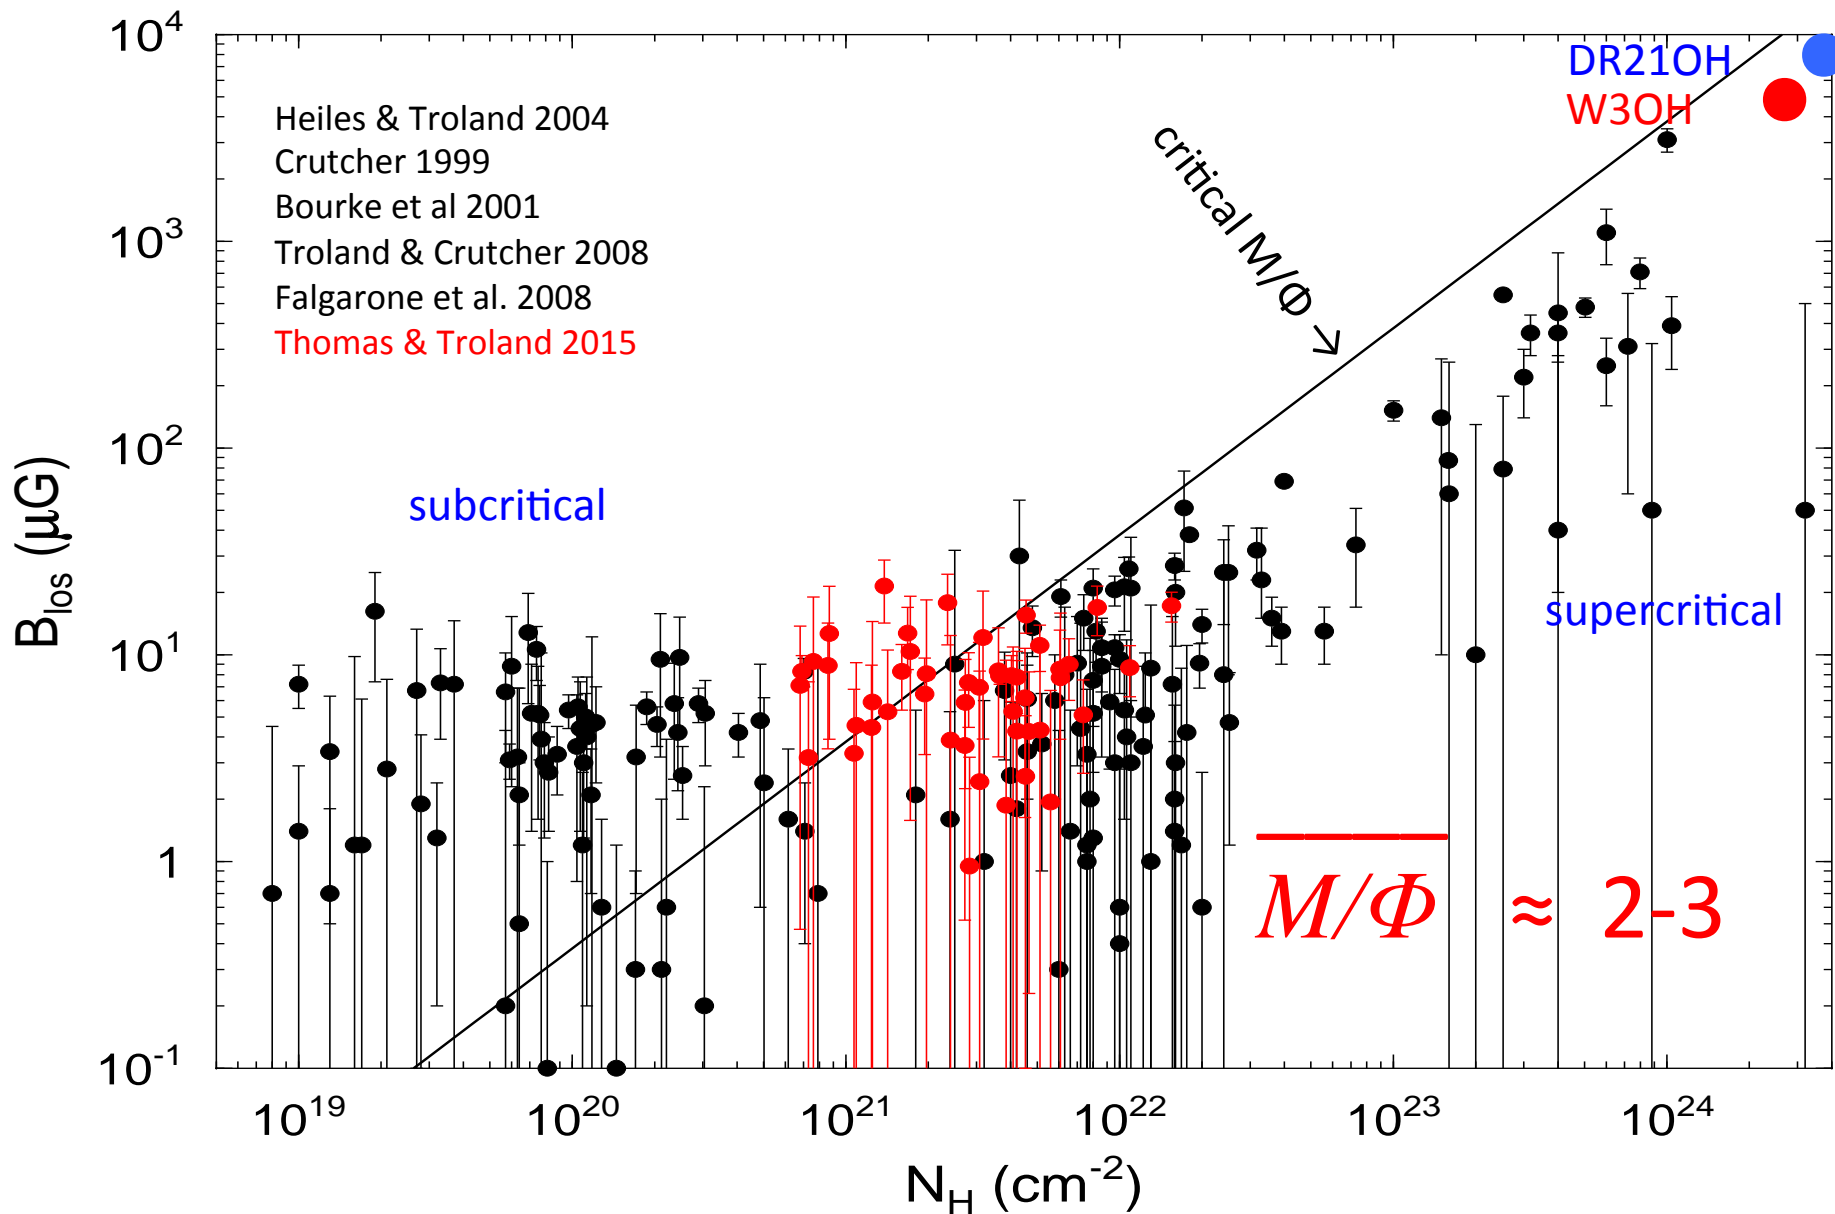 10⁴
10³
10²
10¹
1
10⁻¹
B_los (μG)
Heiles & Troland 2004
Crutcher 1999
Bourke et al 2001
Troland & Crutcher 2008
Falgarone et al. 2008
Thomas & Troland 2015
DR21OH
W3OH
critical M/Φ →
subcritical
supercritical
M/Φ ≈ 2-3
10¹⁹ 10²⁰ 10²¹ 10²² 10²³ 10²⁴
N_H (cm⁻²)